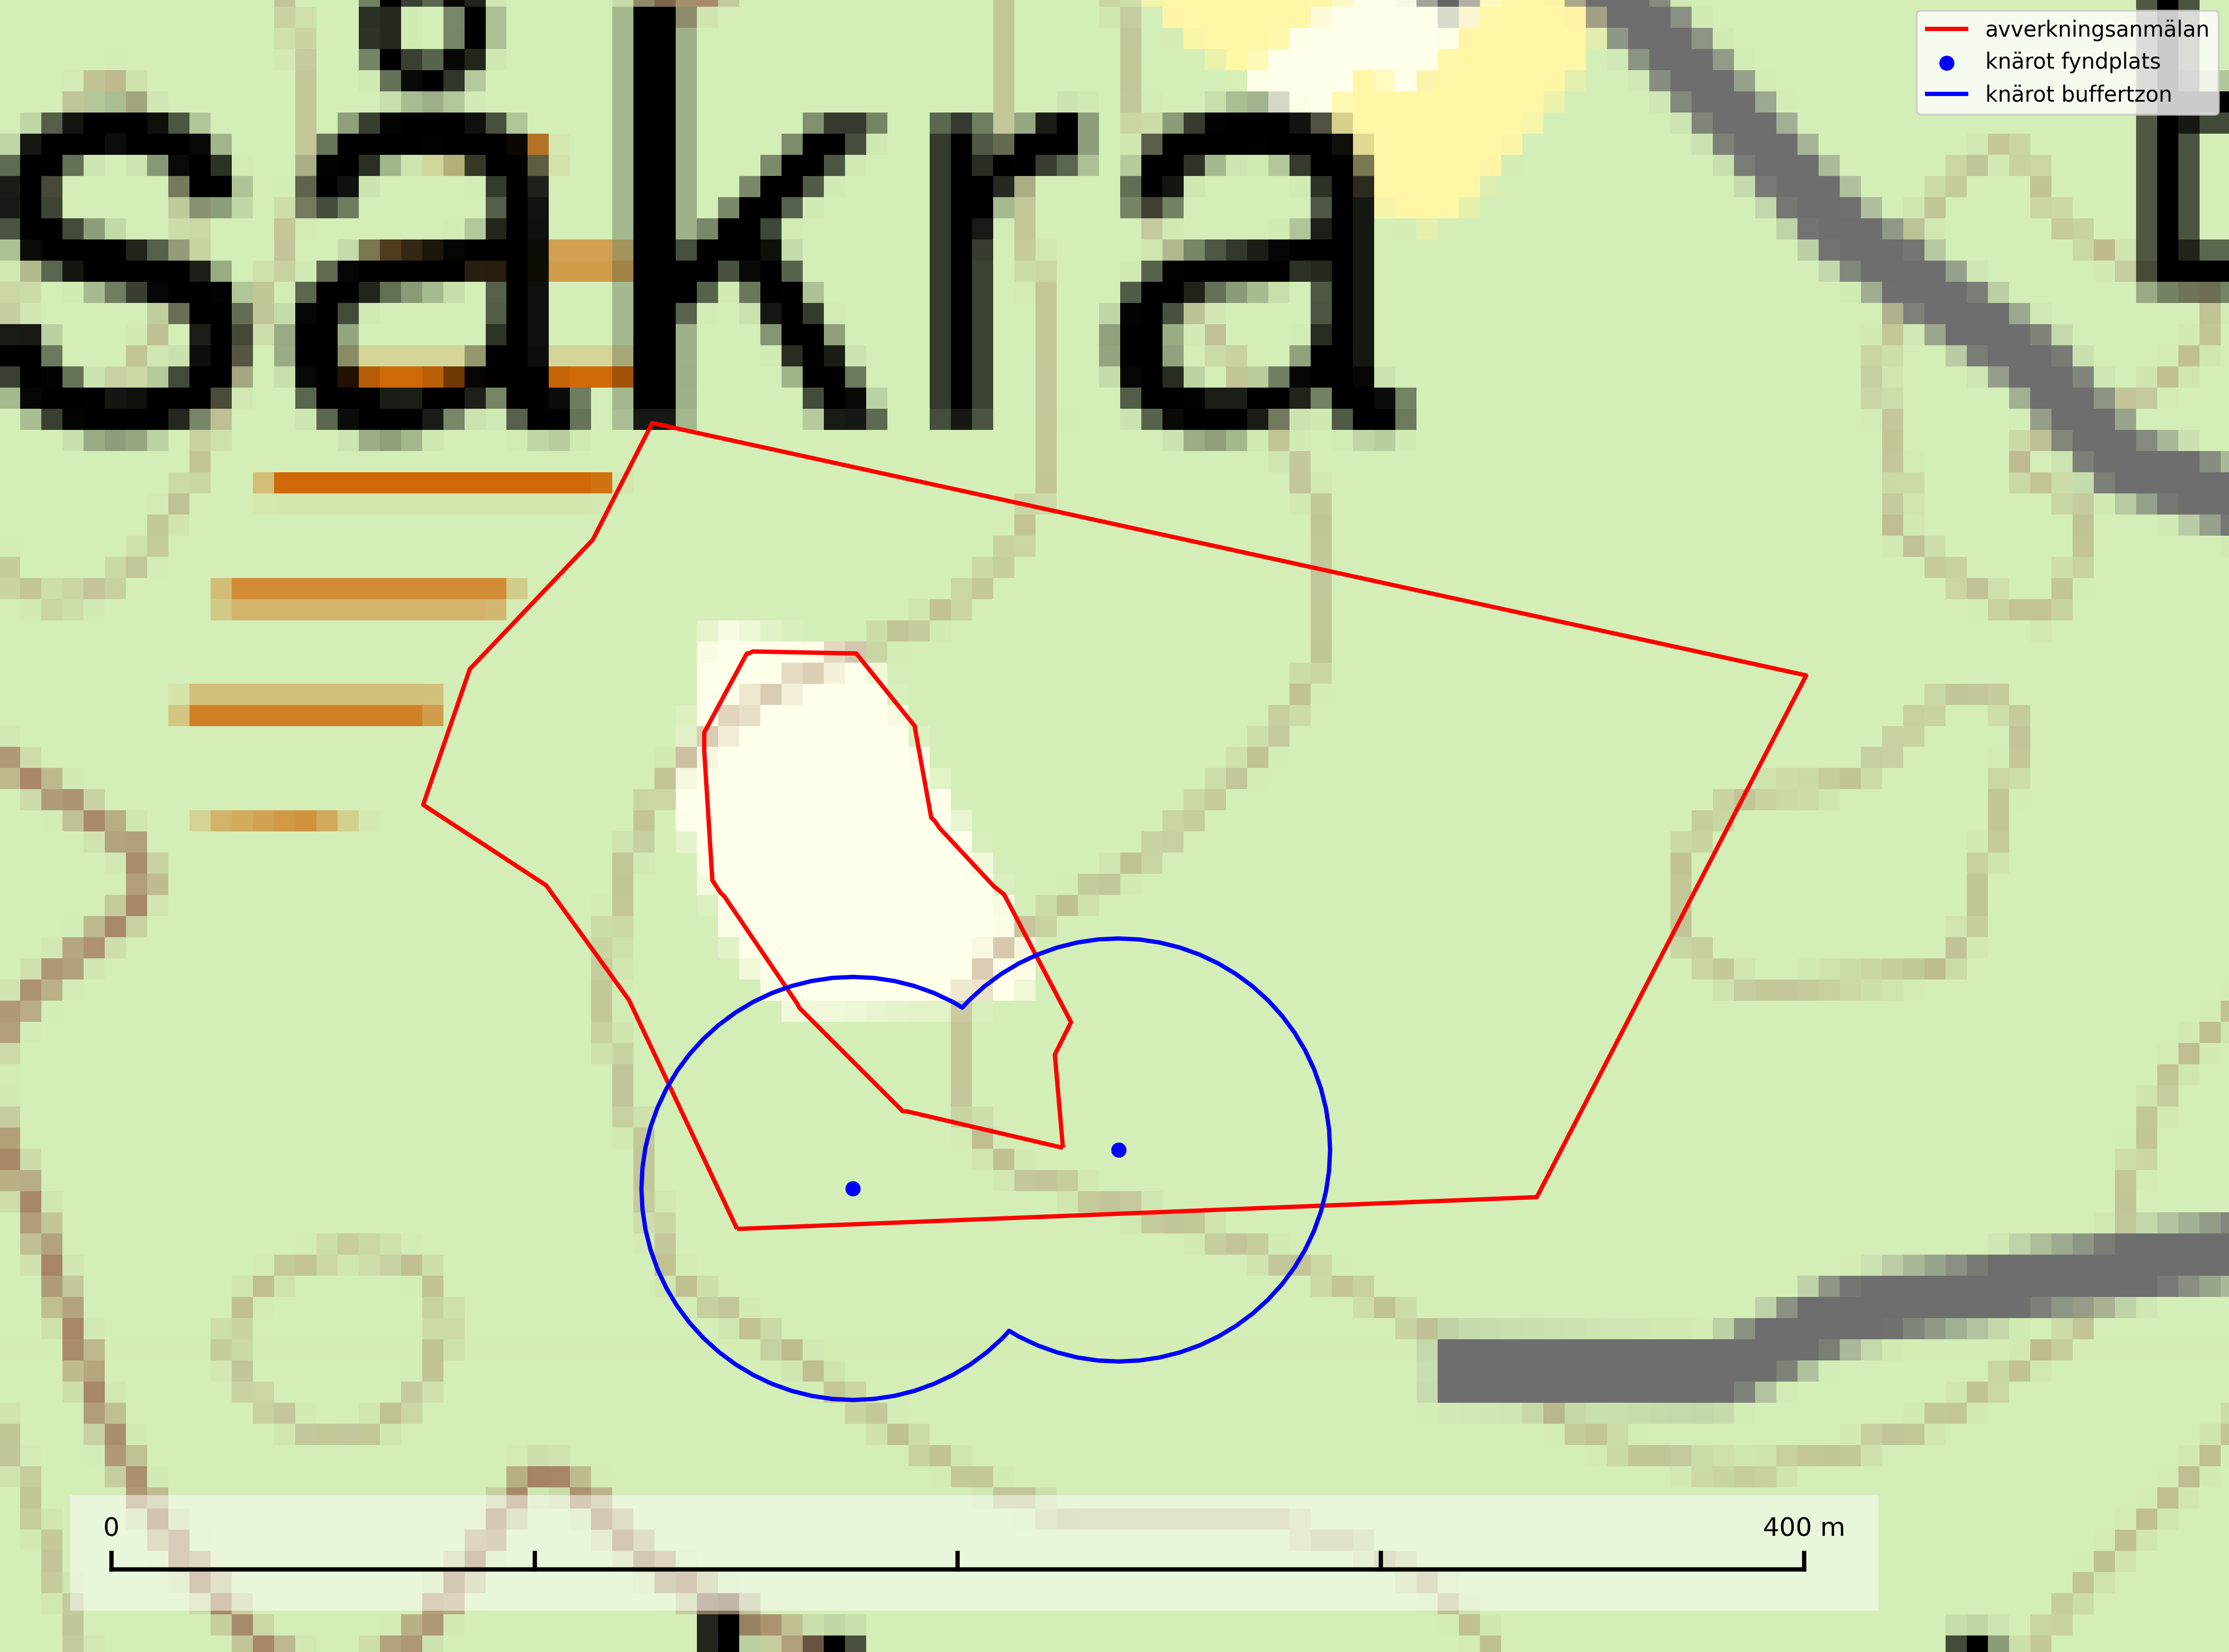 såkra
avverkningsanmälan
knärot fyndplats
knärot buffertzon
0
400 m